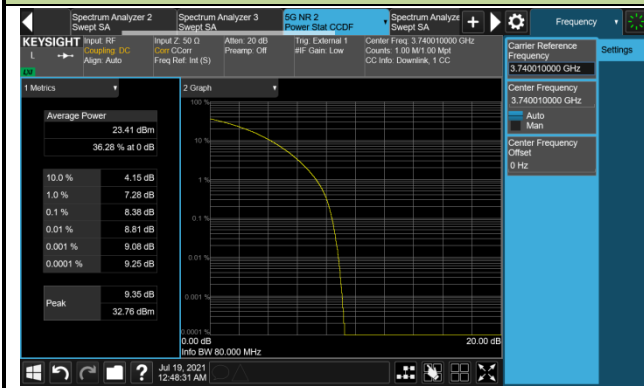 Spectrum Analyzer 2
Swept SA
Spectrum Analyzer 3
Swept SA
5G NR 2
Power Stat CCDF
Spectrum Analyze
Swept SA
Frequency
KEYSIGHT
L
Input: RF
Coupling: DC
Align: Auto
Input Z: 50 Ω
Corr CCorr
Freq Ref: Int (S)
Atten: 20 dB
Preamp: Off
Trig: External 1
#IF Gain: Low
Center Freq: 3.740010000 GHz
Counts: 1.00 M/1.00 Mpt
CC Info: Downlink, 1 CC
1 Metrics
Average Power
23.41 dBm
36.28 % at 0 dB
10.0 % 4.15 dB
1.0 % 7.28 dB
0.1 % 8.38 dB
0.01 % 8.81 dB
0.001 % 9.08 dB
0.0001 % 9.25 dB
Peak
9.35 dB
32.76 dBm
2 Graph
100 %
10 %
1 %
0.1 %
0.01 %
0.001 %
0.0001 %
0.00 dB 20.00 dB
Info BW 80.000 MHz
Carrier Reference
Frequency
3.740010000 GHz
Center Frequency
3.740010000 GHz
Auto
Man
Center Frequency
Offset
0 Hz
Settings
?
Jul 19, 2021
12:48:31 AM